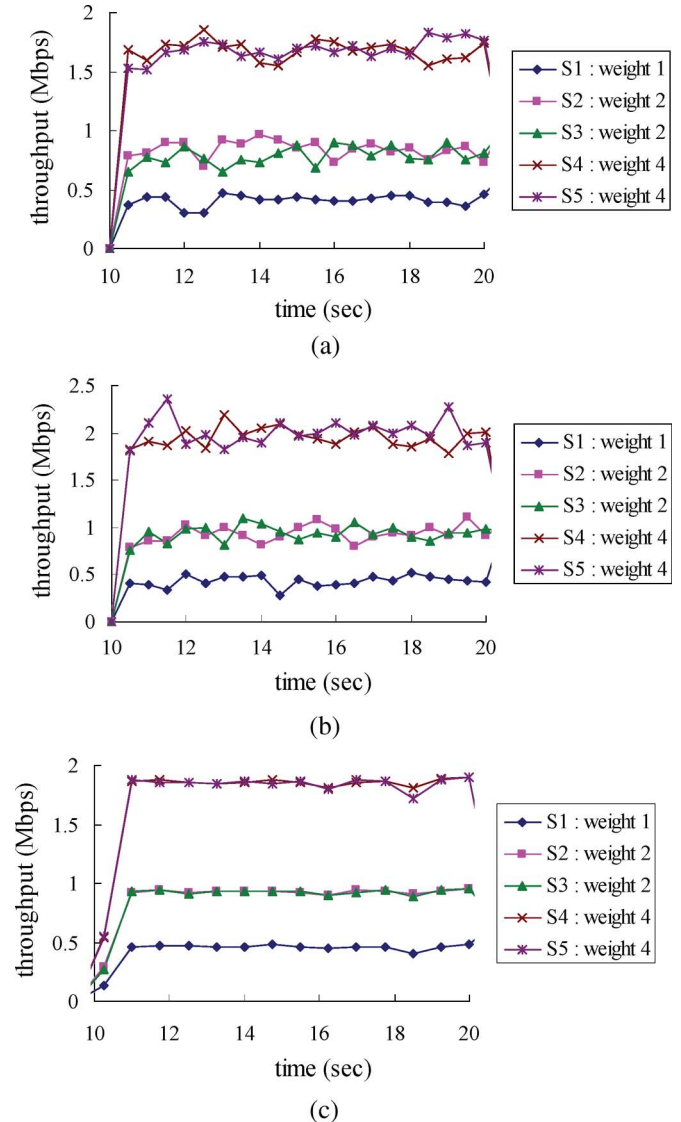 2
1.5
1
0.5
0
throughput (Mbps)
10 12 14 16 18 20
time (sec)
S1 : weight 1
S2 : weight 2
S3 : weight 2
S4 : weight 4
S5 : weight 4
(a)
2.5
2
1.5
1
0.5
0
throughput (Mbps)
10 12 14 16 18 20
time (sec)
S1 : weight 1
S2 : weight 2
S3 : weight 2
S4 : weight 4
S5 : weight 4
(b)
2
1.5
1
0.5
0
throughput (Mbps)
10 12 14 16 18 20
time (sec)
S1 : weight 1
S2 : weight 2
S3 : weight 2
S4 : weight 4
S5 : weight 4
(c)